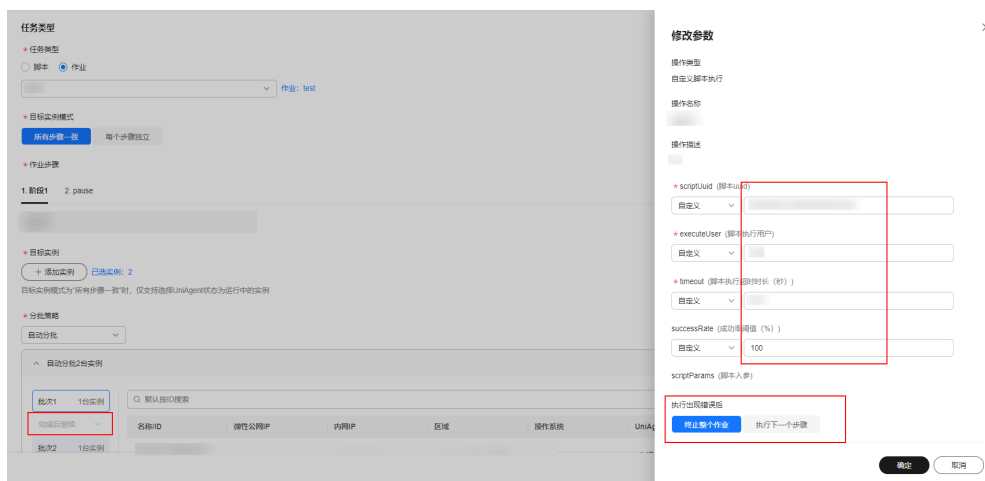 任务类型
* 任务类型
脚本 作业
作业：test
* 目标实例模式
所有步骤一致 每个步骤独立
* 作业步骤
1. 阶段1 2. pause
* 目标实例
+ 添加实例 已选实例：2
目标实例模式为“所有步骤一致”时，仅支持选择UniAgent状态为运行中的实例
* 分批策略
自动分批
自动分批2台实例
批次1 1台实例
默认按ID搜索
完成后继续
名称/ID 弹性公网IP 内网IP 区域 操作系统 UniAg
批次2 1台实例
修改参数
操作类型
自定义脚本执行
操作名称
操作描述
* scriptUuid (脚本uuid)
自定义
* executeUser (脚本执行用户)
自定义
* timeout (脚本执行超时时长（秒）)
自定义
successRate (成功率阈值（%）)
自定义 100
scriptParams (脚本入参)
执行出现错误后
终止整个作业 执行下一个步骤
确定 取消